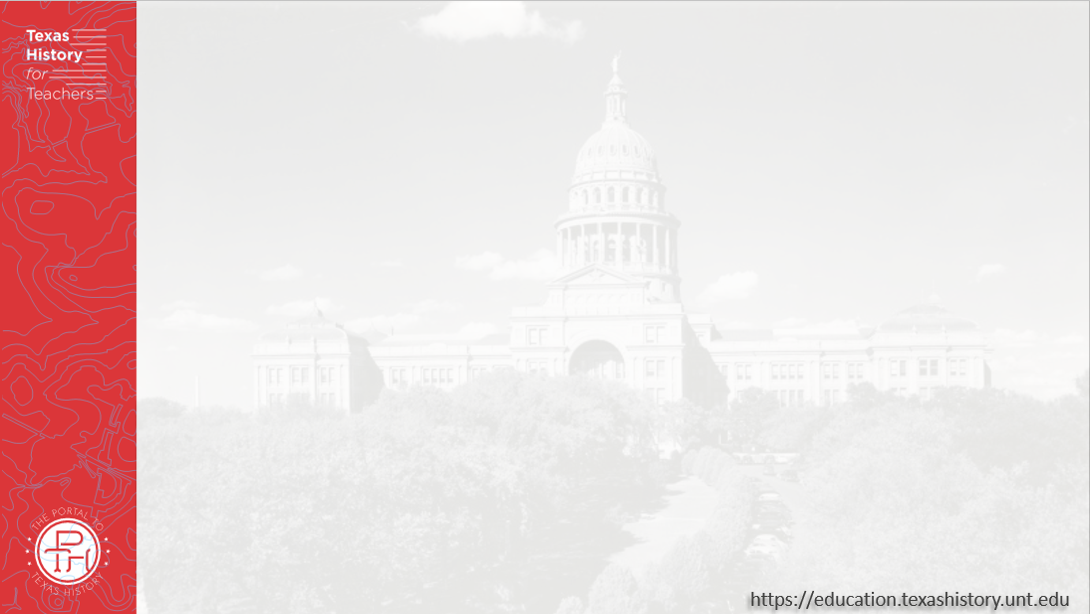 Texas
History
for
Teachers
THE PORTAL TO
PTH
TEXAS HISTORY
https://education.texashistory.unt.edu